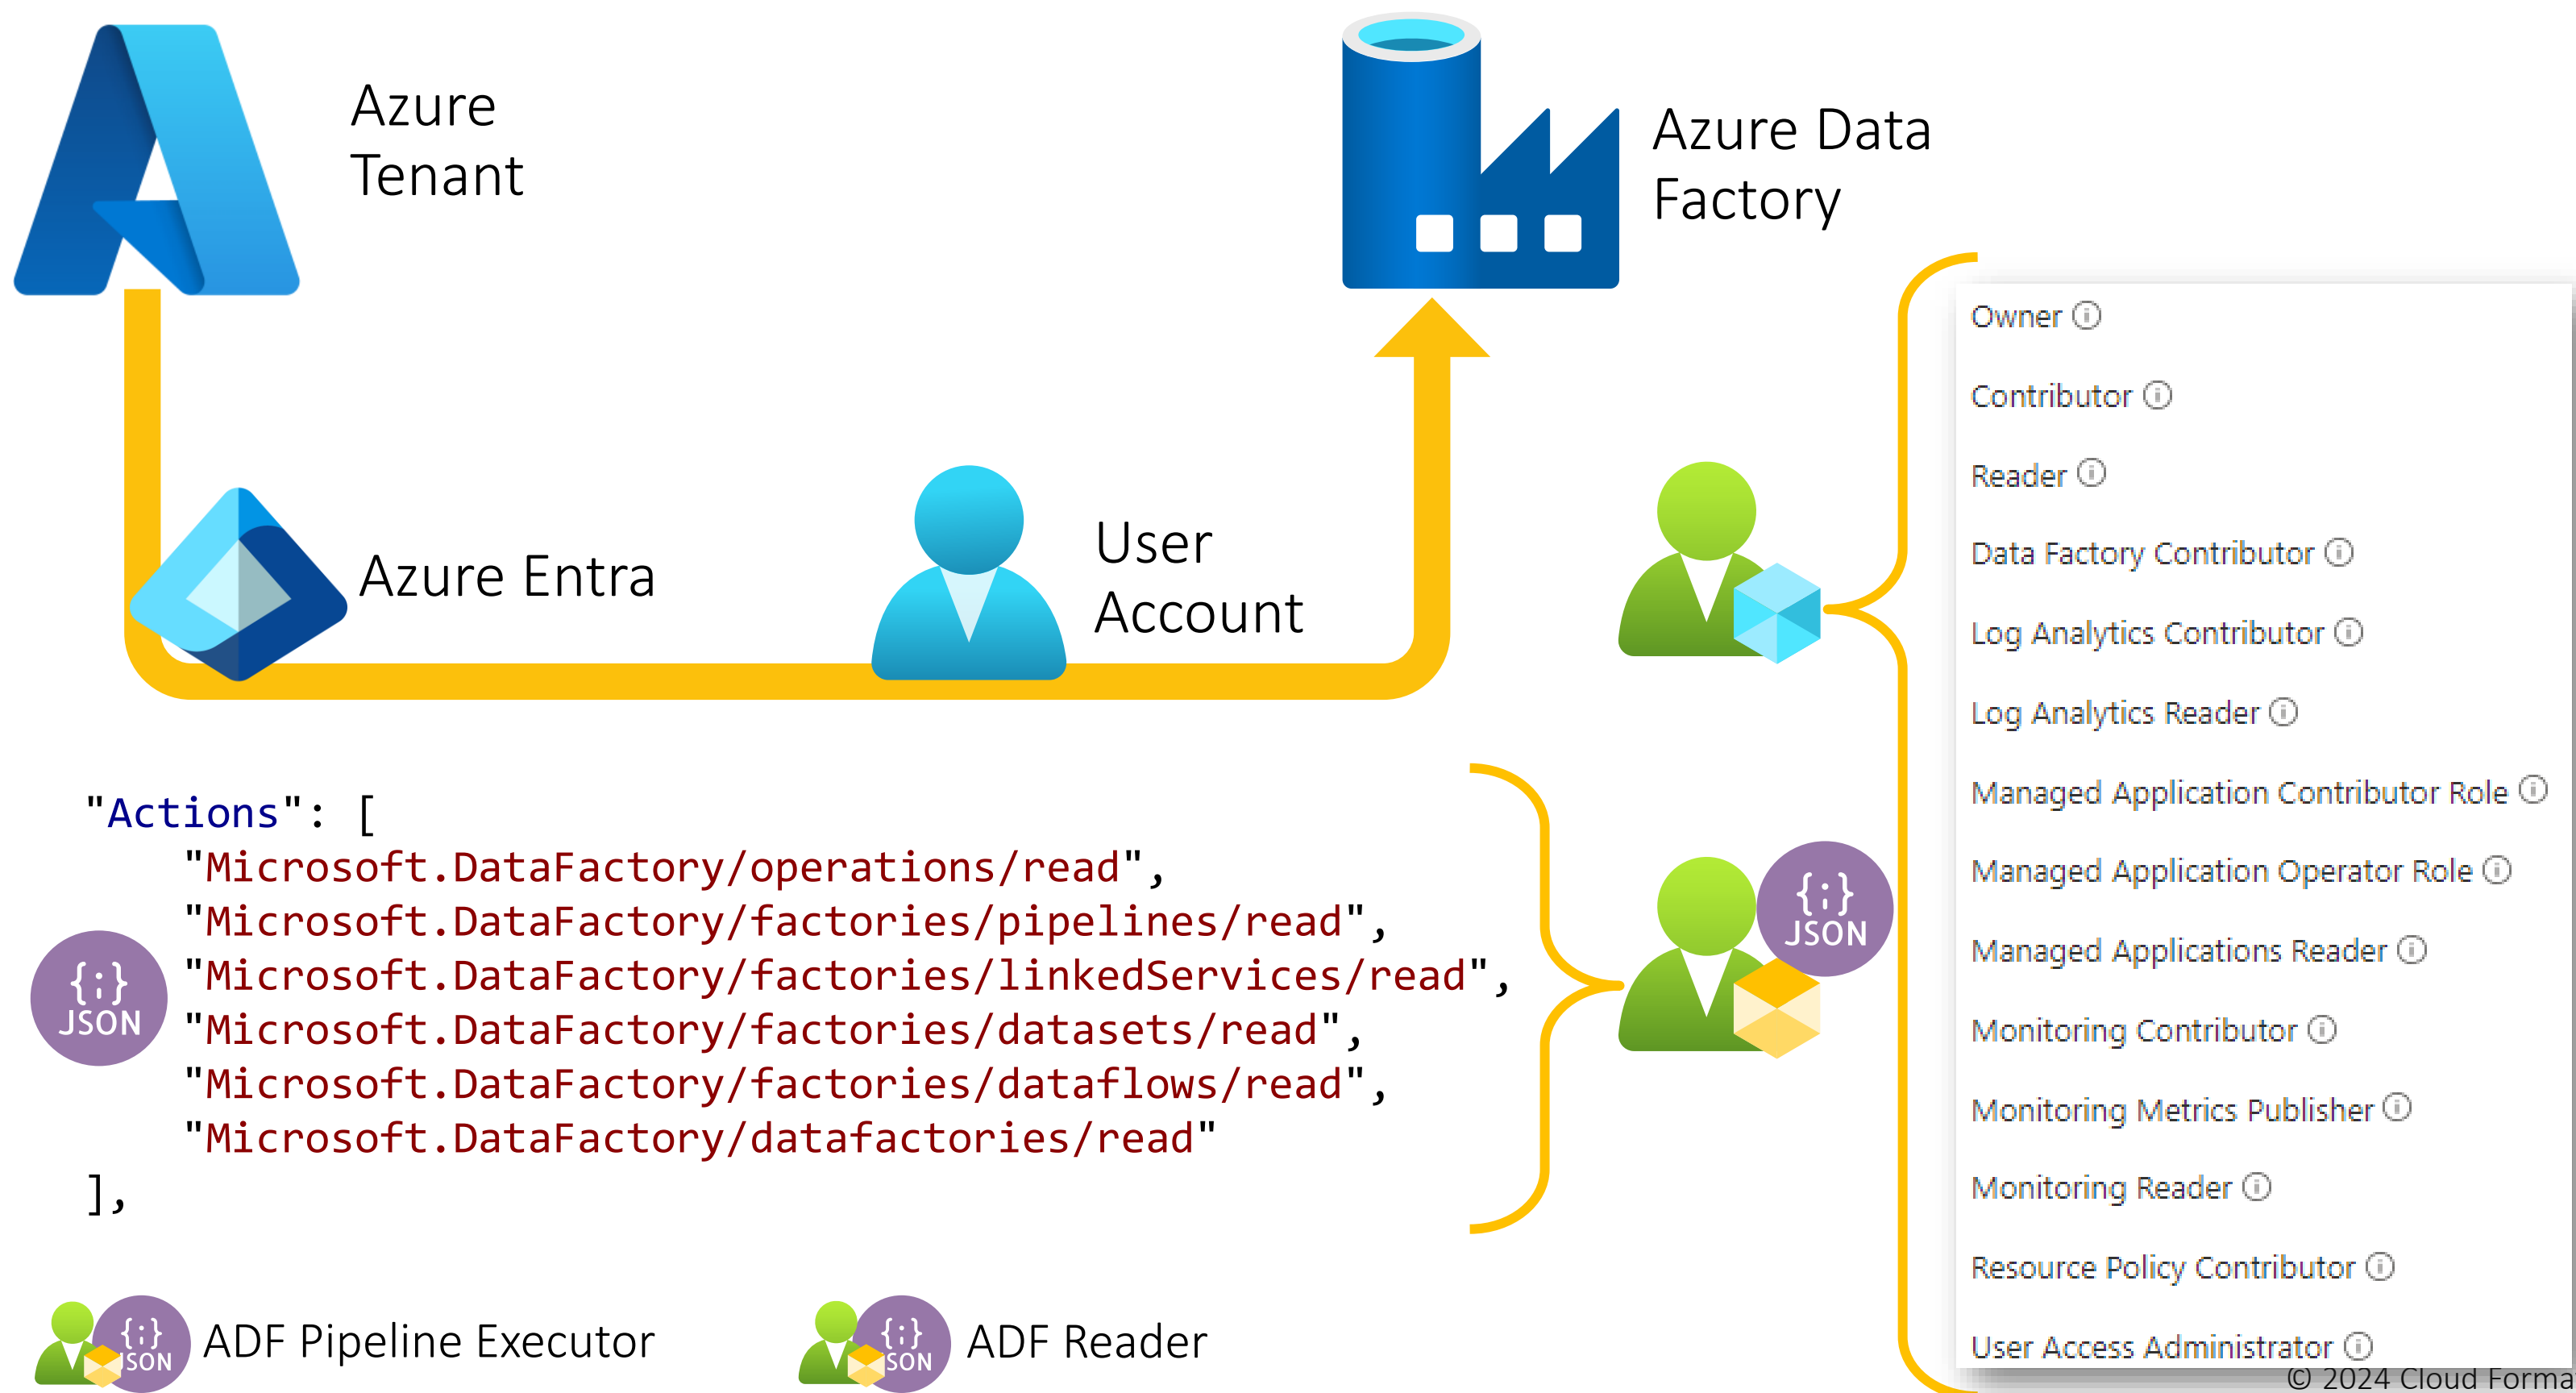 Azure
Tenant
Azure Data
Factory
Azure Entra
User
Account
Owner
Contributor
Reader
Data Factory Contributor
Log Analytics Contributor
Log Analytics Reader
Managed Application Contributor Role
Managed Application Operator Role
Managed Applications Reader
Monitoring Contributor
Monitoring Metrics Publisher
Monitoring Reader
Resource Policy Contributor
User Access Administrator
"Actions": [
"Microsoft.DataFactory/operations/read",
"Microsoft.DataFactory/factories/pipelines/read",
"Microsoft.DataFactory/factories/linkedServices/read",
"Microsoft.DataFactory/factories/datasets/read",
"Microsoft.DataFactory/factories/dataflows/read",
"Microsoft.DataFactory/datafactories/read"
],
{;}
JSON
{;}
JSON
{;}
JSON
ADF Pipeline Executor
{;}
JSON
ADF Reader
© 2024 Cloud Forma